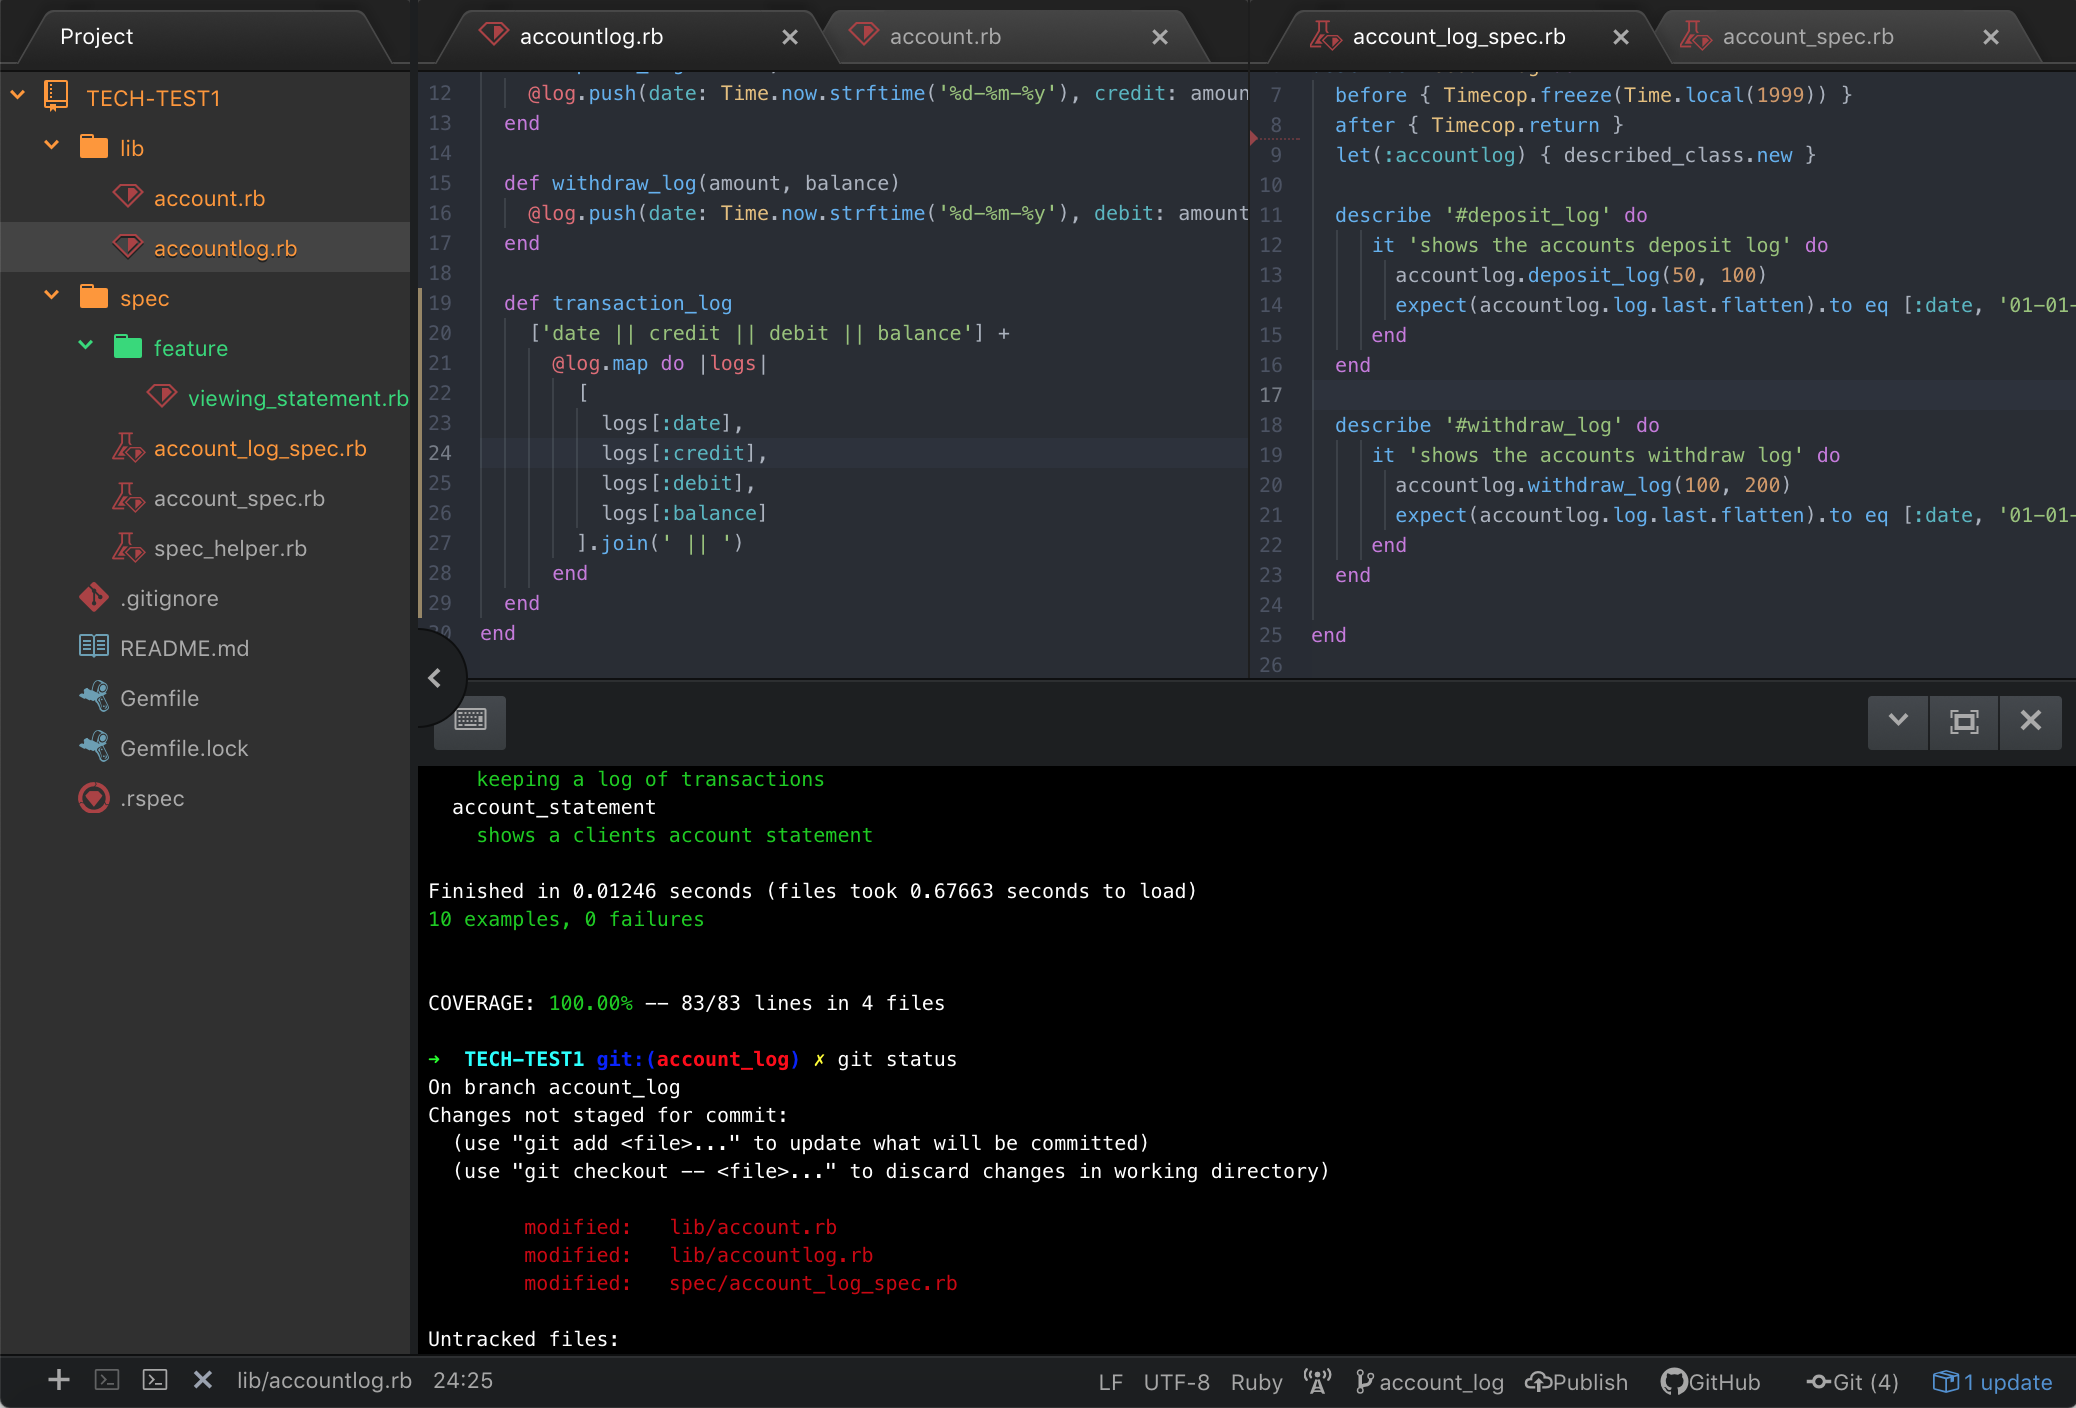 Project
TECH-TEST1
lib
account.rb
accountlog.rb
spec
feature
viewing_statement.rb
account_log_spec.rb
account_spec.rb
spec_helper.rb
.gitignore
README.md
Gemfile
Gemfile.lock
.rspec
accountlog.rb
account.rb
12 @log.push(date: Time.now.strftime('%d-%m-%y'), credit: amoun
13 end
14
15 def withdraw_log(amount, balance)
16 @log.push(date: Time.now.strftime('%d-%m-%y'), debit: amount
17 end
18
19 def transaction_log
20 ['date || credit || debit || balance'] +
21 @log.map do |logs|
22 [
23 logs[:date],
24 logs[:credit],
25 logs[:debit],
26 logs[:balance]
27 ].join(' || ')
28 end
29 end
30 end
account_log_spec.rb
account_spec.rb
7 before { Timecop.freeze(Time.local(1999)) }
8 after { Timecop.return }
9 let(:accountlog) { described_class.new }
10
11 describe '#deposit_log' do
12 it 'shows the accounts deposit log' do
13 accountlog.deposit_log(50, 100)
14 expect(accountlog.log.last.flatten).to eq [:date, '01-01-
15 end
16 end
17
18 describe '#withdraw_log' do
19 it 'shows the accounts withdraw log' do
20 accountlog.withdraw_log(100, 200)
21 expect(accountlog.log.last.flatten).to eq [:date, '01-01-
22 end
23 end
24
25 end
26
keeping a log of transactions
account_statement
shows a clients account statement
Finished in 0.01246 seconds (files took 0.67663 seconds to load)
10 examples, 0 failures
COVERAGE: 100.00% -- 83/83 lines in 4 files
➜ TECH-TEST1 git:(account_log) ✗ git status
On branch account_log
Changes not staged for commit:
(use "git add <file>..." to update what will be committed)
(use "git checkout -- <file>..." to discard changes in working directory)
modified: lib/account.rb
modified: lib/accountlog.rb
modified: spec/account_log_spec.rb
Untracked files:
lib/accountlog.rb 24:25
LF UTF-8 Ruby account_log Publish GitHub Git (4) 1 update